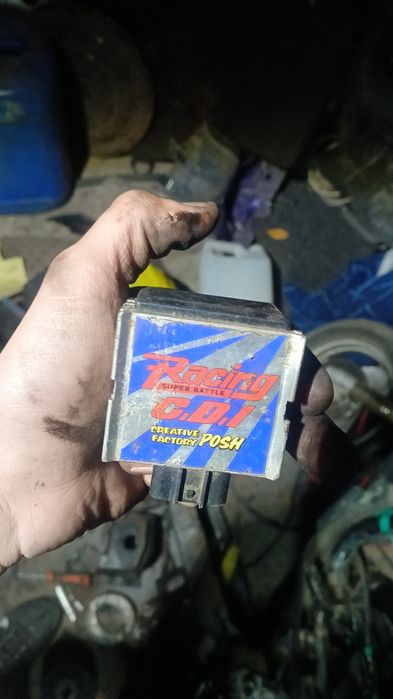 Racing
SUPER BATTLE
C.D.I
CREATIVE
FACTORY POSH